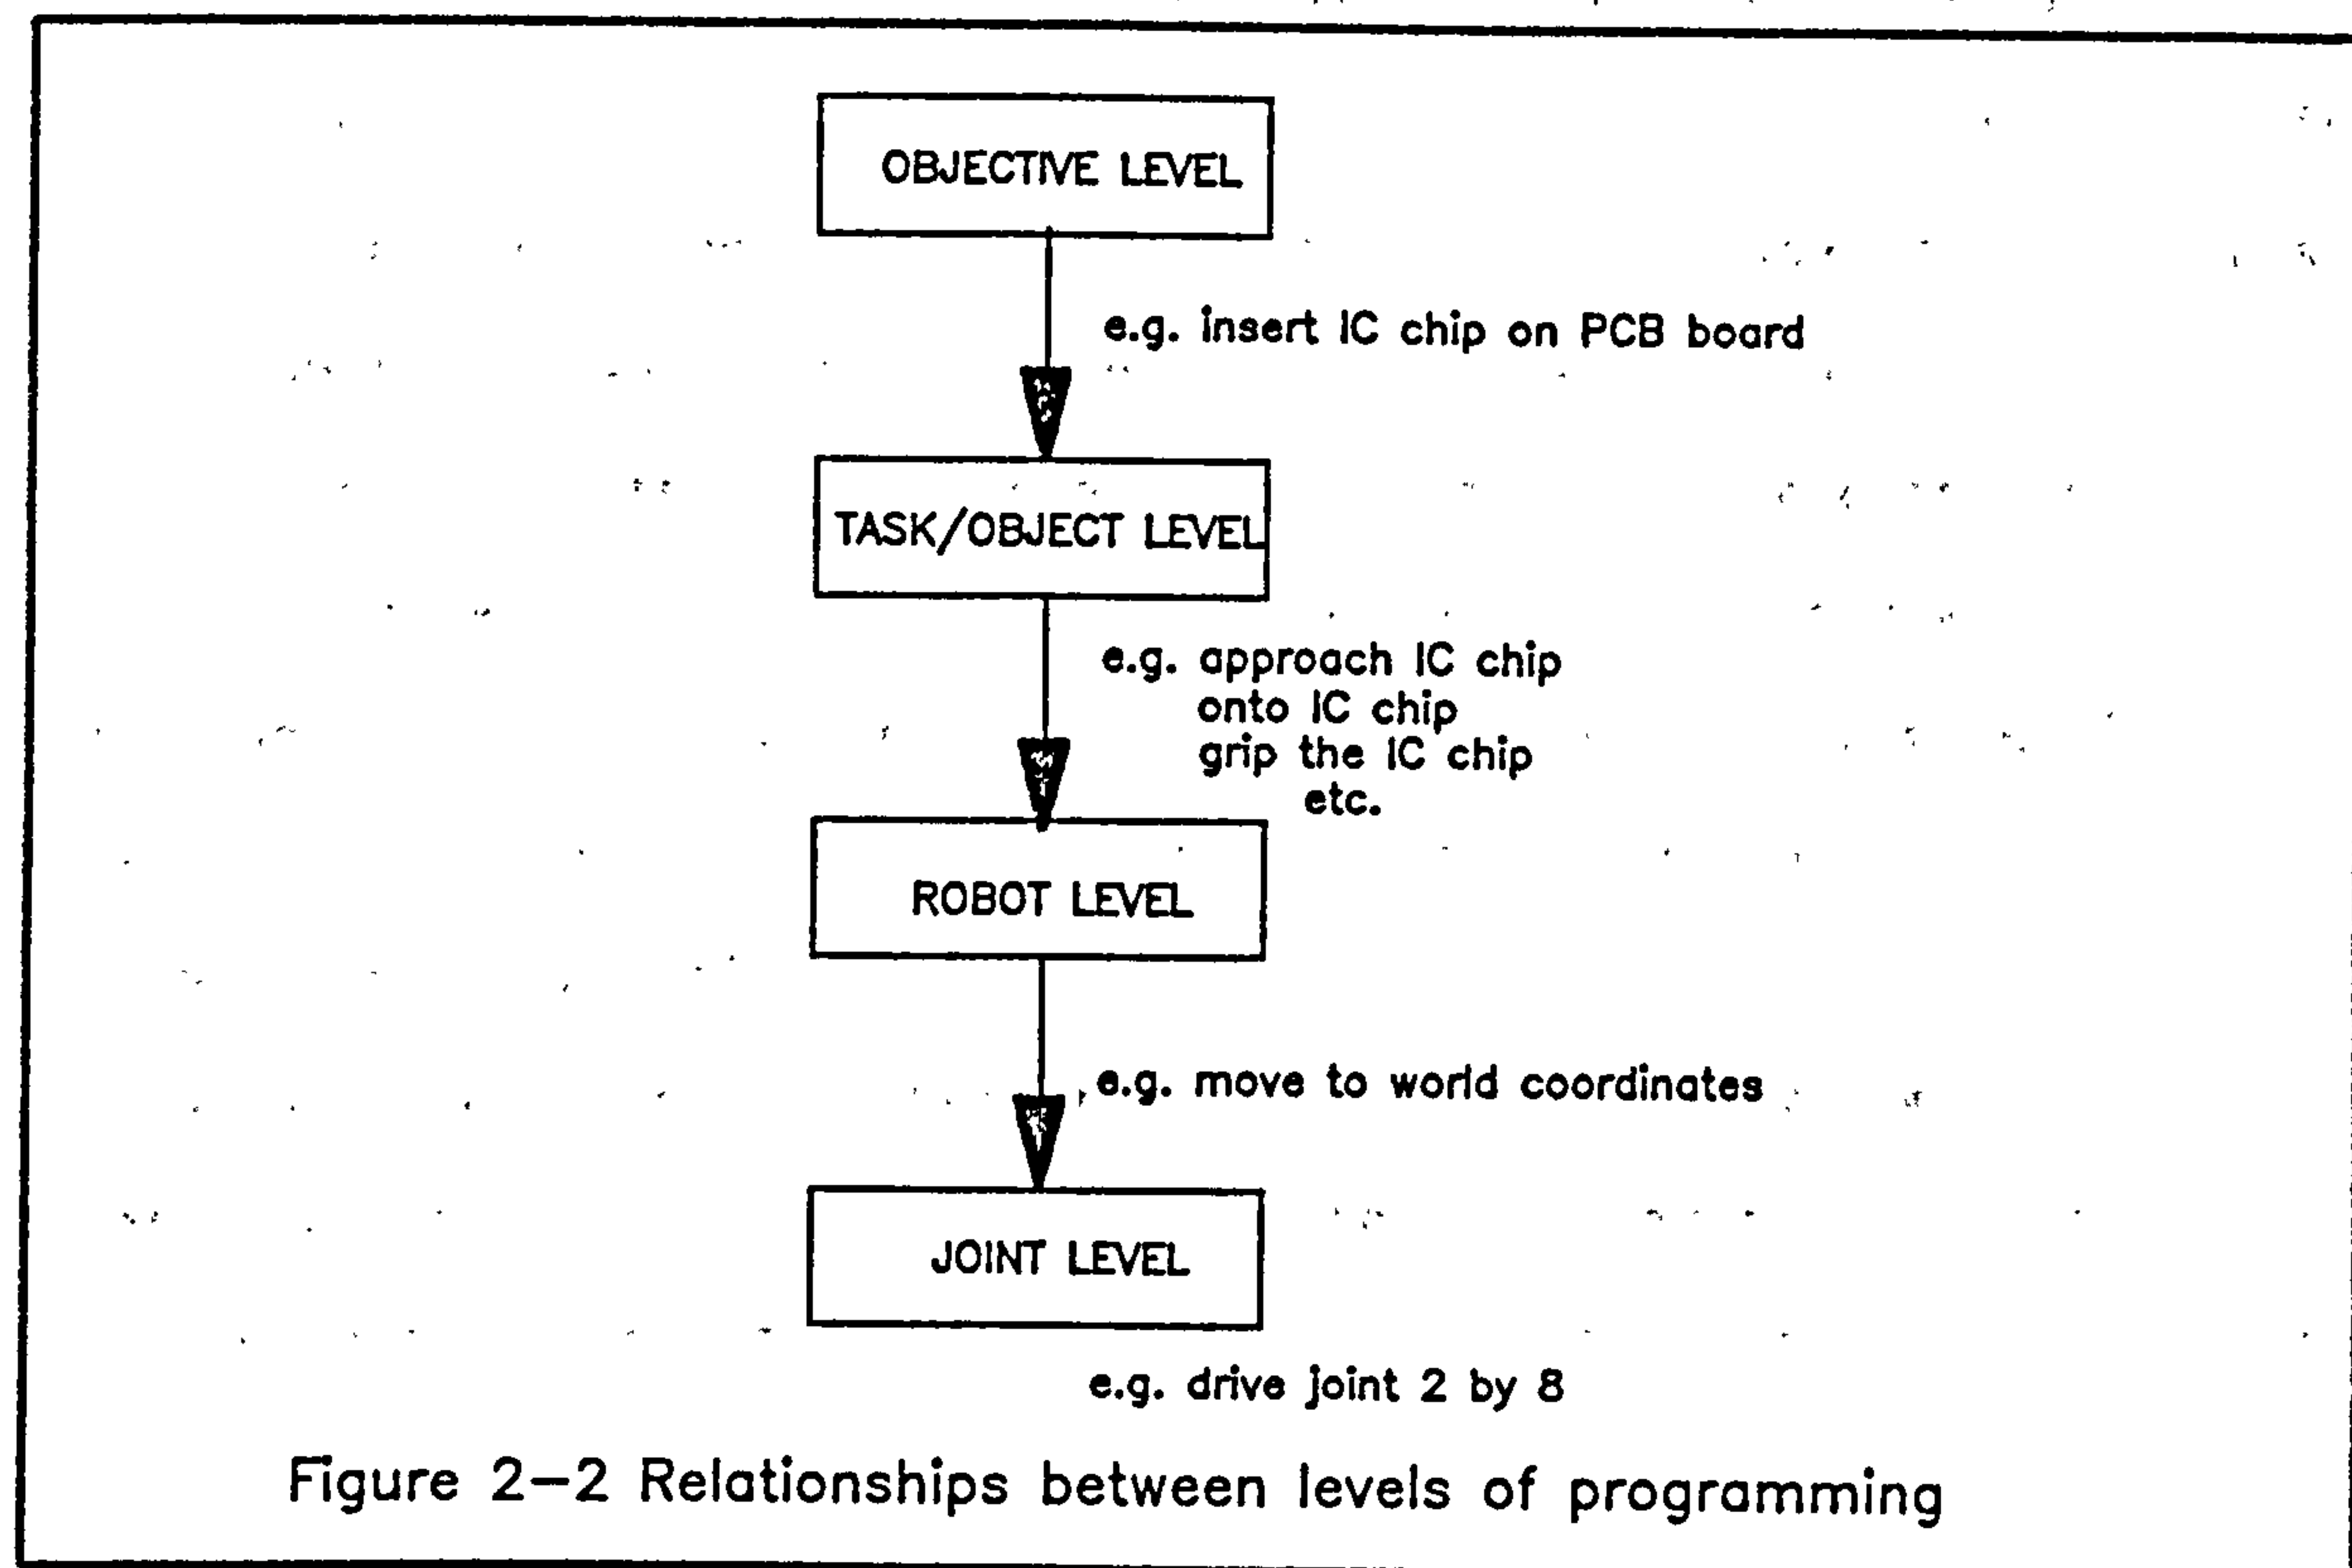 OBJECTIVE LEVEL
e.g. insert IC chip on PCB board
TASK/OBJECT LEVEL
e.g. approach IC chip
onto IC chip
grip the IC chip
etc.
ROBOT LEVEL
e.g. move to world coordinates
JOINT LEVEL
e.g. drive joint 2 by 8
Figure 2-2 Relationships between levels of programming